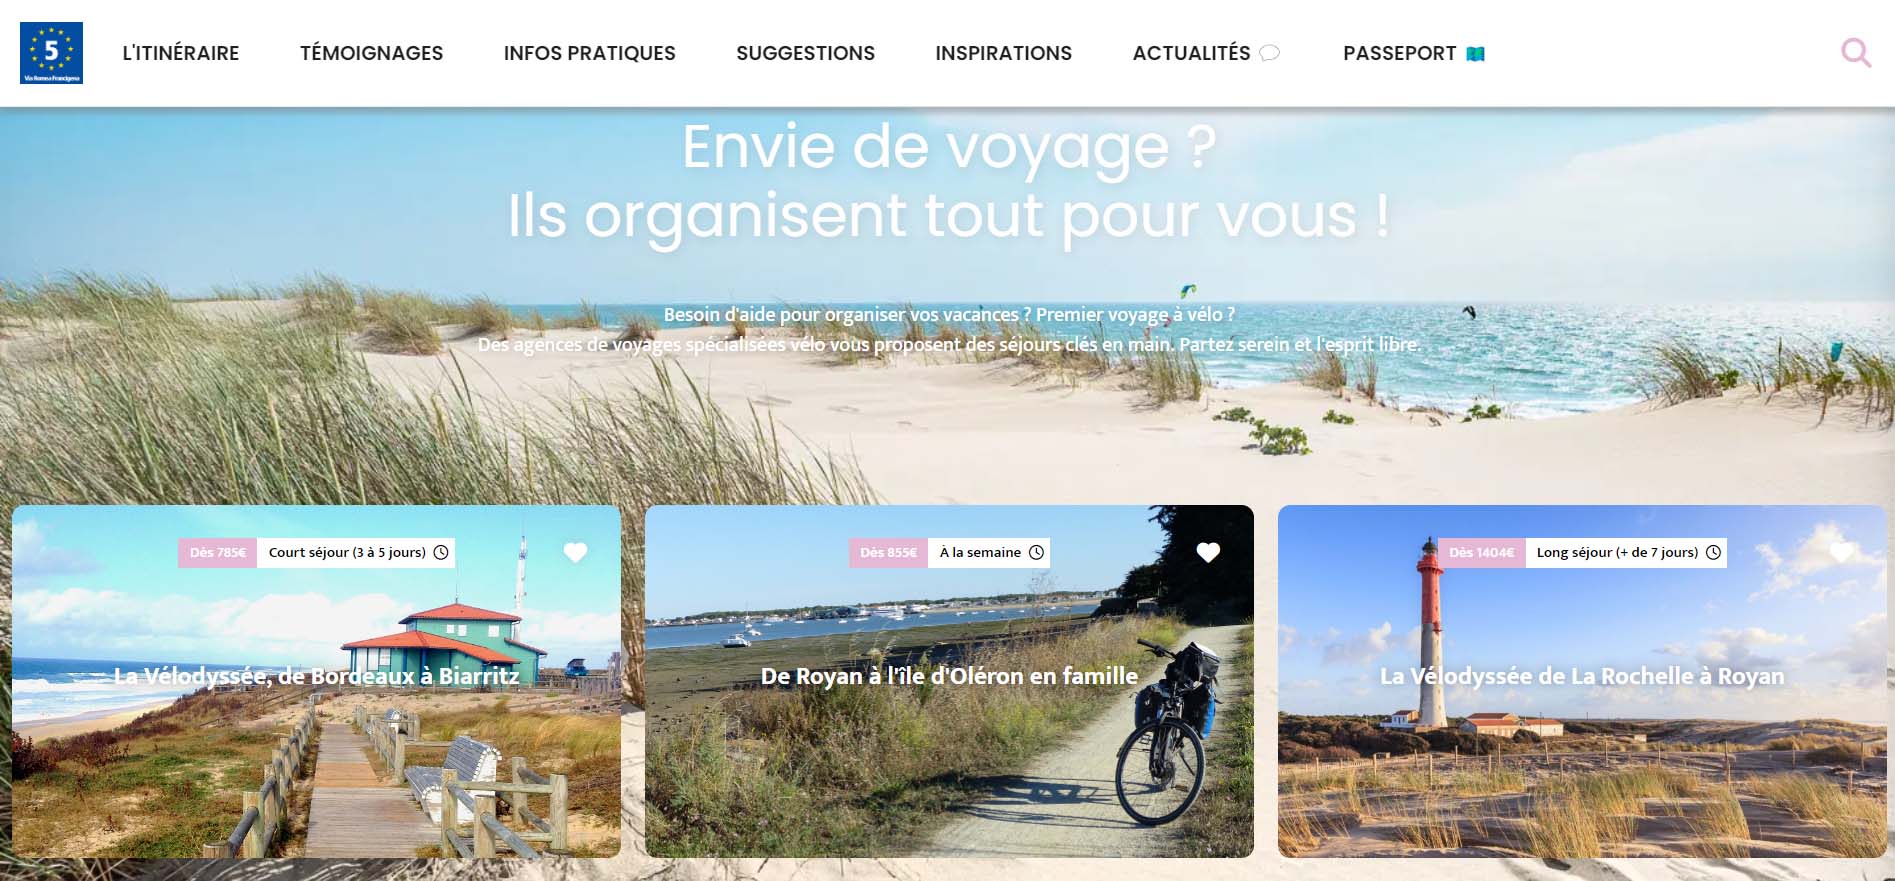 5
Via Romea Francigena
L'ITINÉRAIRE
TÉMOIGNAGES
INFOS PRATIQUES
SUGGESTIONS
INSPIRATIONS
ACTUALITÉS
PASSEPORT
Envie de voyage ?
Ils organisent tout pour vous !
Besoin d'aide pour organiser vos vacances ? Premier voyage à vélo ?
Des agences de voyages spécialisées vélo vous proposent des séjours clés en main. Partez serein et l'esprit libre.
Dès 785€ Court séjour (3 à 5 jours)
La Vélodyssée, de Bordeaux à Biarritz
Dès 855€ À la semaine
De Royan à l'île d'Oléron en famille
Dès 1404€ Long séjour (+ de 7 jours)
La Vélodyssée de La Rochelle à Royan